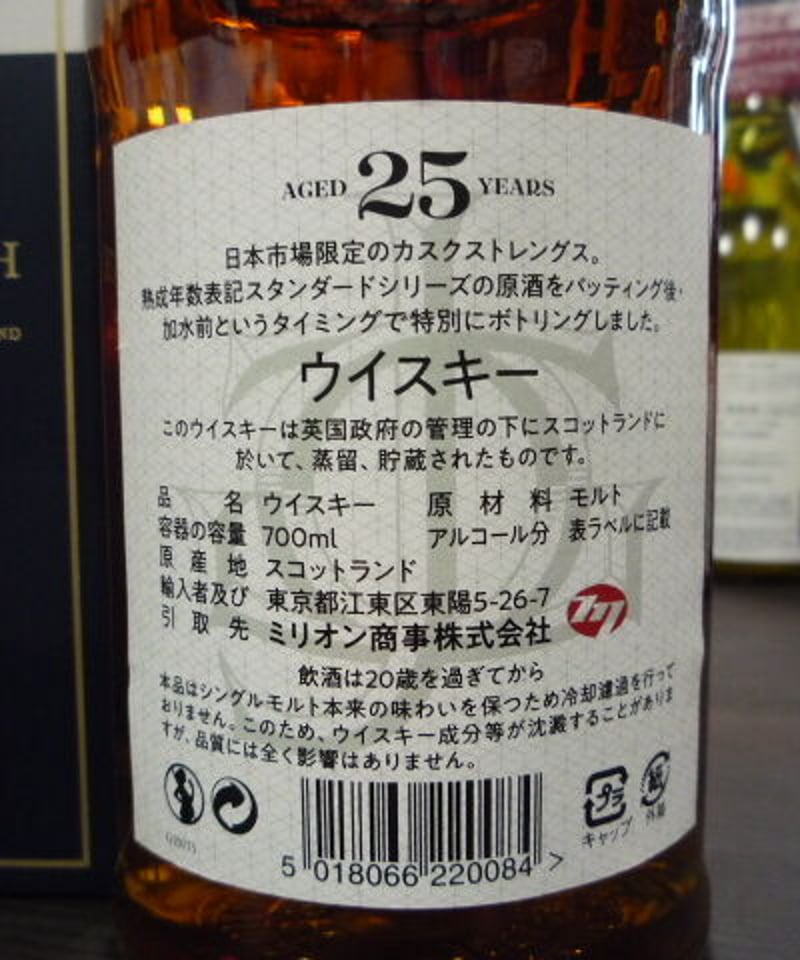 H
ND
AGED 25 YEARS
日本市場限定のカスクストレングス。
熟成年数表記スタンダードシリーズの原酒をバッティング後、
加水前というタイミングで特別にボトリングしました。
ウイスキー
このウイスキーは英国政府の管理の下にスコットランドに
於いて、蒸留、貯蔵されたものです。
品名 ウイスキー 原材料 モルト
容器の容量 700ml アルコール分 表ラベルに記載
原産地 スコットランド
輸入者及び 東京都江東区東陽5-26-7
引取先 ミリオン商事株式会社
飲酒は20歳を過ぎてから
本品はシングルモルト本来の味わいを保つため冷却濾過を行って
おりません。このため、ウイスキー成分等が沈澱することがありま
すが、品質には全く影響はありません。
プラ
キャップ
紙
外箱
5 018066 220084 >